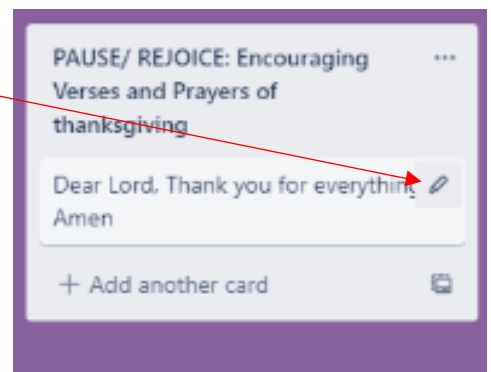 PAUSE/ REJOICE: Encouraging
Verses and Prayers of
thanksgiving
Dear Lord, Thank you for everything
Amen
+ Add another card